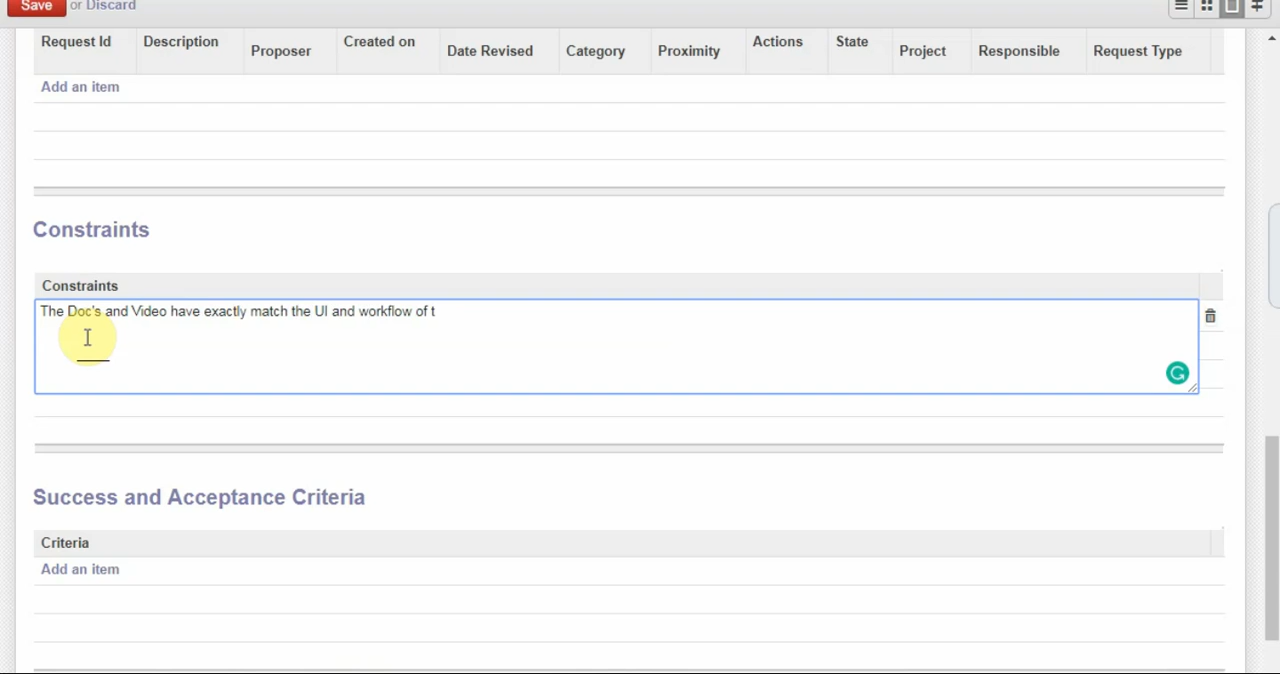 Save or Discard
Request Id Description Proposer Created on Date Revised Category Proximity Actions State Project Responsible Request Type
Add an item
Constraints
Constraints
The Doc's and Video have exactly match the UI and workflow of t
Success and Acceptance Criteria
Criteria
Add an item